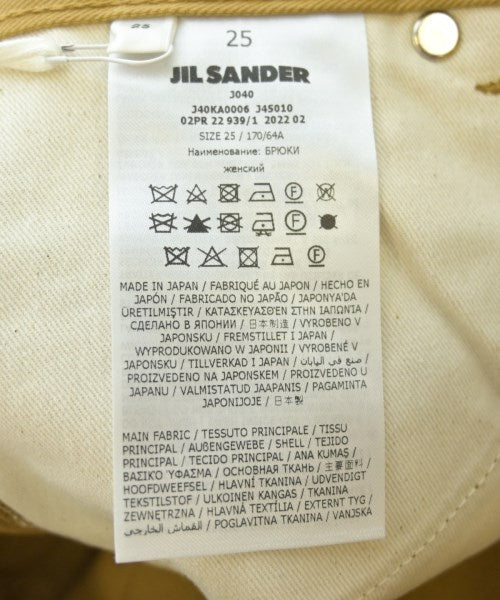 25
25
JIL SANDER
J040
J40KA0006 J45010
02PR 22 939/1 2022 02
SIZE 25 / 170/64A
Наименование: БРЮКИ
женский
F
W
F
F
MADE IN JAPAN / FABRIQUÉ AU JAPON / HECHO EN
JAPÓN / FABRICADO NO JAPÃO / JAPONYA'DA
ÜRETILMIŞTIR / ΚΑΤΑΣΚΕΥΑΣΘΕΝ ΣΤΗΝ ΙΑΠΩΝΙΑ /
СДЕЛАНО В ЯПОНИИ / 日本制造 / VYROBENO V
JAPONSKU / FREMSTILLET I JAPAN /
WYPRODUKOWANO W JAPONII / VYROBENÉ V
JAPONSKU / TILLVERKAD I JAPAN / صنع في اليابان /
PROIZVEDENO NA JAPONSKEM / PROIZVEDENO U
JAPANU / VALMISTATUD JAAPANIS / PAGAMINTA
JAPONIJOJE / 日本製
MAIN FABRIC / TESSUTO PRINCIPALE / TISSU
PRINCIPAL / AUßENGEWEBE / SHELL / TEJIDO
PRINCIPAL / TECIDO PRINCIPAL / ANA KUMAŞ /
ΒΑΣΙΚΟ ΥΦΑΣΜΑ / ОСНОВНАЯ ТКАНЬ / 主要面料 /
HOOFDWEEFSEL / HLAVNÍ TKANINA / UDVENDIGT
TEKSTILSTOF / ULKOINEN KANGAS / TKANINA
ZEWNĘTRZNA / HLAVNÁ TEXTÍLIA / EXTERNT TYG /
القماش الخارجي / POGLAVITNA TKANINA / VANJSKA